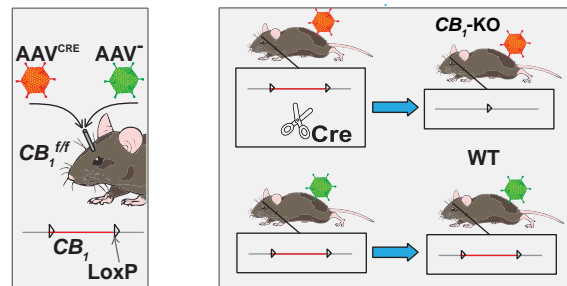 AAVCRE AAV-
CB1f/f
CB1
LoxP
CB1-KO
Cre
WT